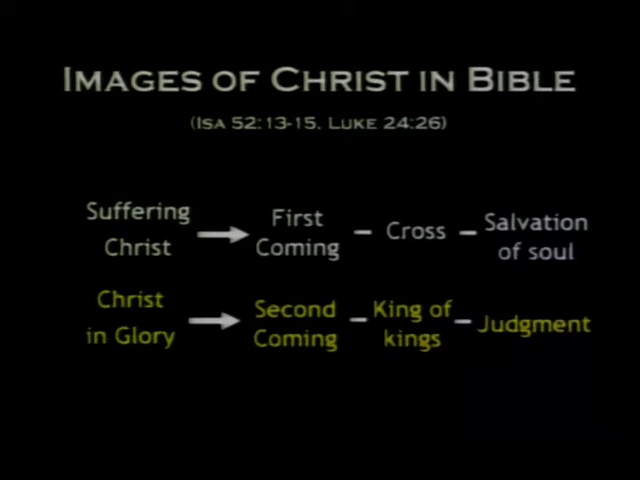 IMAGES OF CHRIST IN BIBLE
(ISA 52:13-15, LUKE 24:26)
Suffering Christ → First Coming – Cross – Salvation of soul
Christ in Glory → Second Coming – King of kings – Judgment